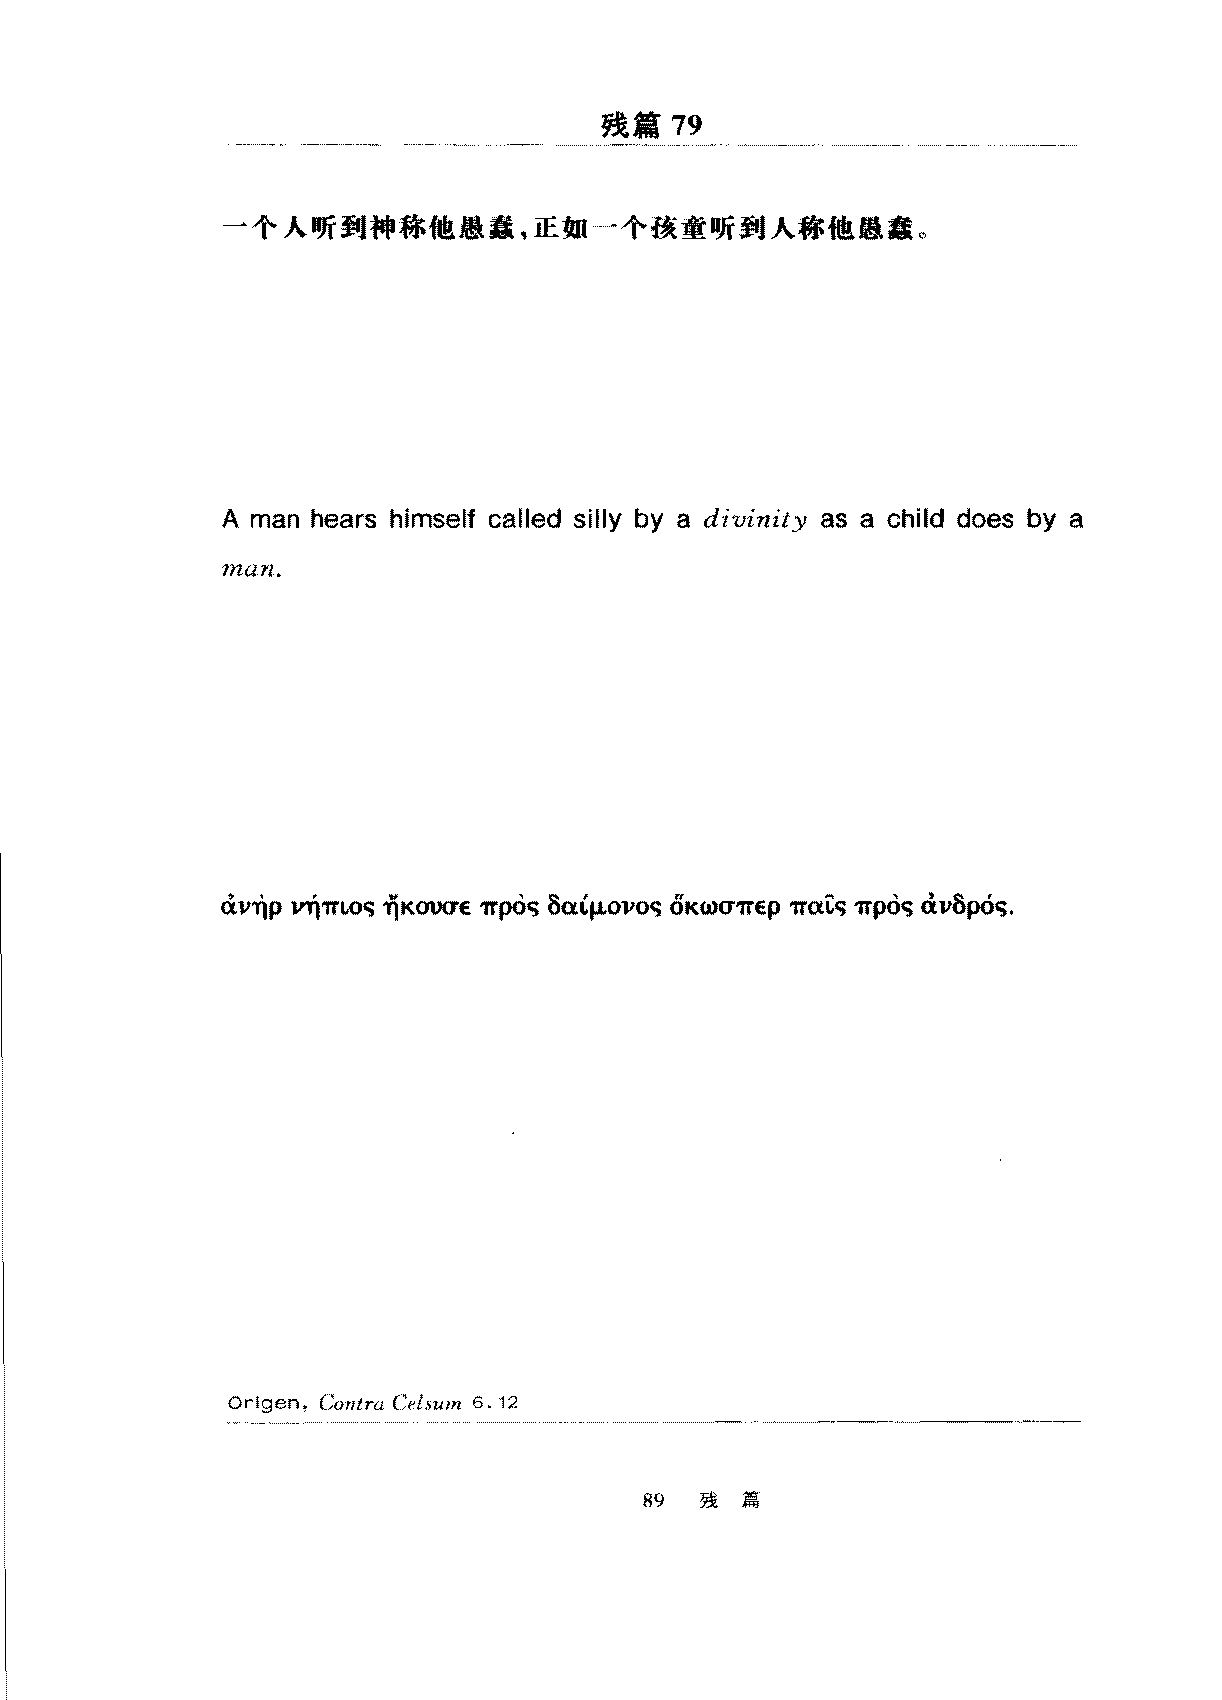 残篇 79
一个人听到神称他愚蠢,正如一个孩童听到人称他愚蠢。
A man hears himself called silly by a divinity as a child does by a
man.
ἀνὴρ νήπιος ἤκουσε πρὸς δαίμονος ὅκωσπερ παῖς πρὸς ἀνδρός.
Origen, Contra Celsum 6.12
89 残 篇